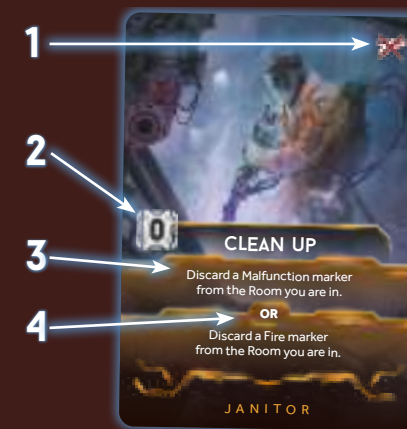 1
2
0
CLEAN UP
3
Discard a Malfunction marker
from the Room you are in.
4
OR
Discard a Fire marker
from the Room you are in.
JANITOR